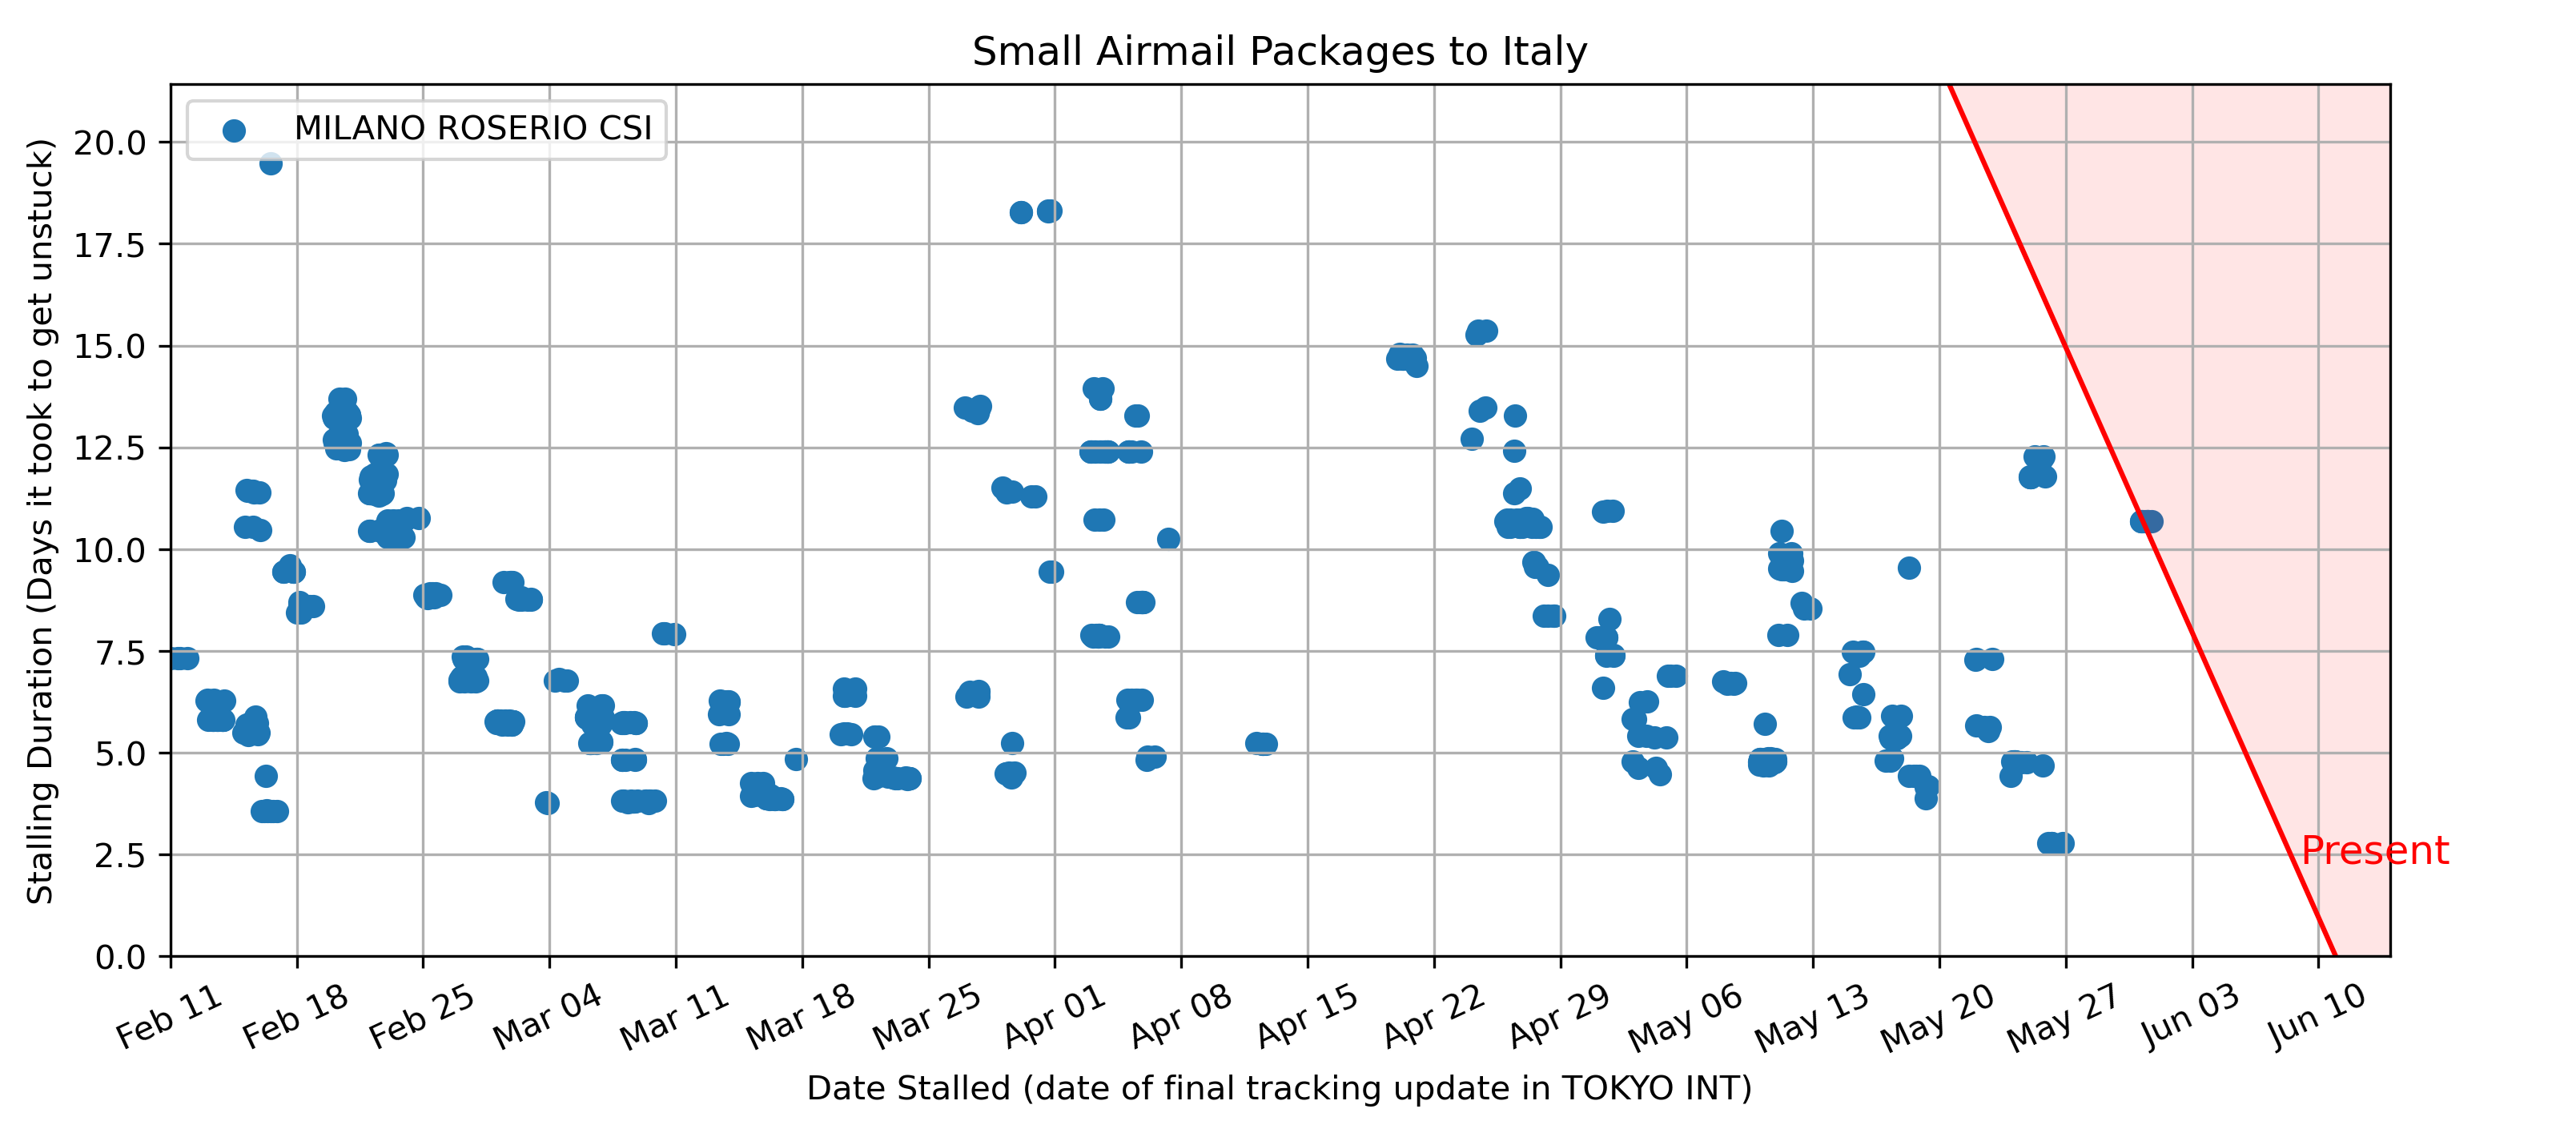 Small Airmail Packages to Italy
MILANO ROSERIO CSI
Stalling Duration (Days it took to get unstuck)
20.0
17.5
15.0
12.5
10.0
7.5
5.0
2.5
0.0
Present
Feb 11 Feb 18 Feb 25 Mar 04 Mar 11 Mar 18 Mar 25 Apr 01 Apr 08 Apr 15 Apr 22 Apr 29 May 06 May 13 May 20 May 27 Jun 03 Jun 10
Date Stalled (date of final tracking update in TOKYO INT)